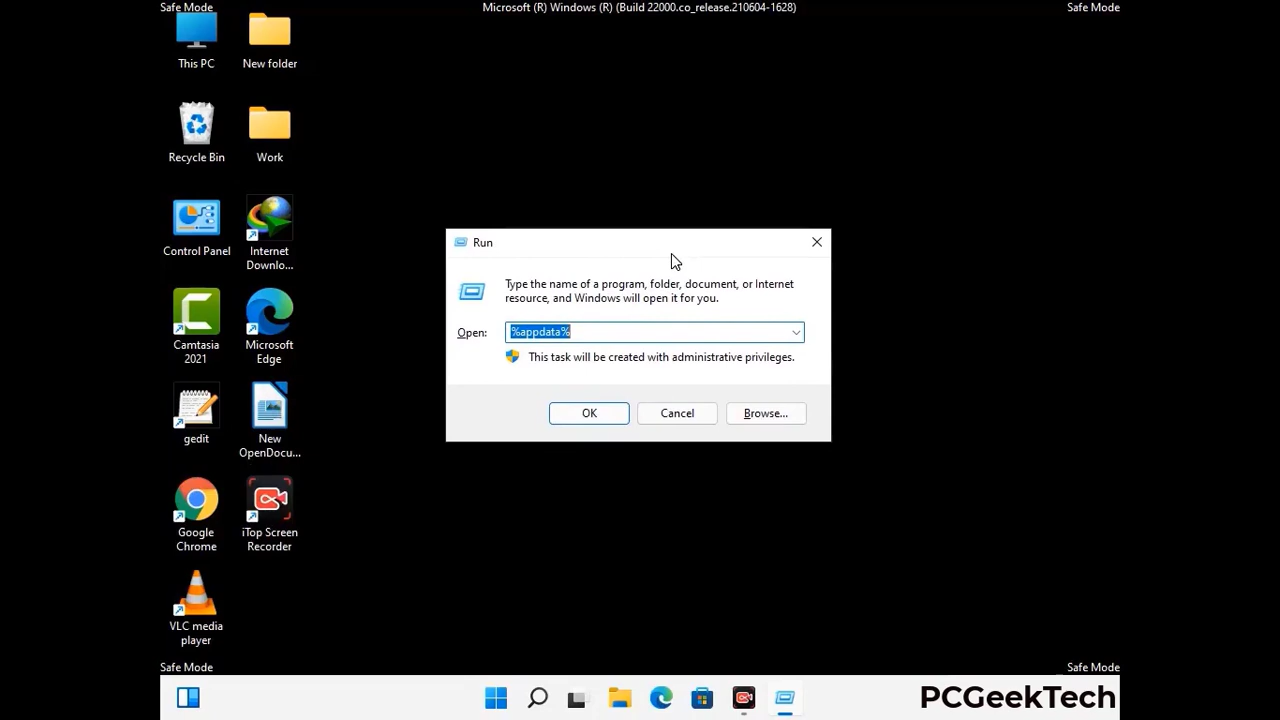 Safe Mode
Microsoft (R) Windows (R) (Build 22000.co_release.210604-1628)
Safe Mode
This PC
New folder
Recycle Bin
Work
Control Panel
Internet
Downlo...
Camtasia
2021
Microsoft
Edge
gedit
New
OpenDocu...
Google
Chrome
iTop Screen
Recorder
VLC media
player
Run
Type the name of a program, folder, document, or Internet
resource, and Windows will open it for you.
Open:
%appdata%
This task will be created with administrative privileges.
OK
Cancel
Browse...
Safe Mode
Safe Mode
PCGeekTech